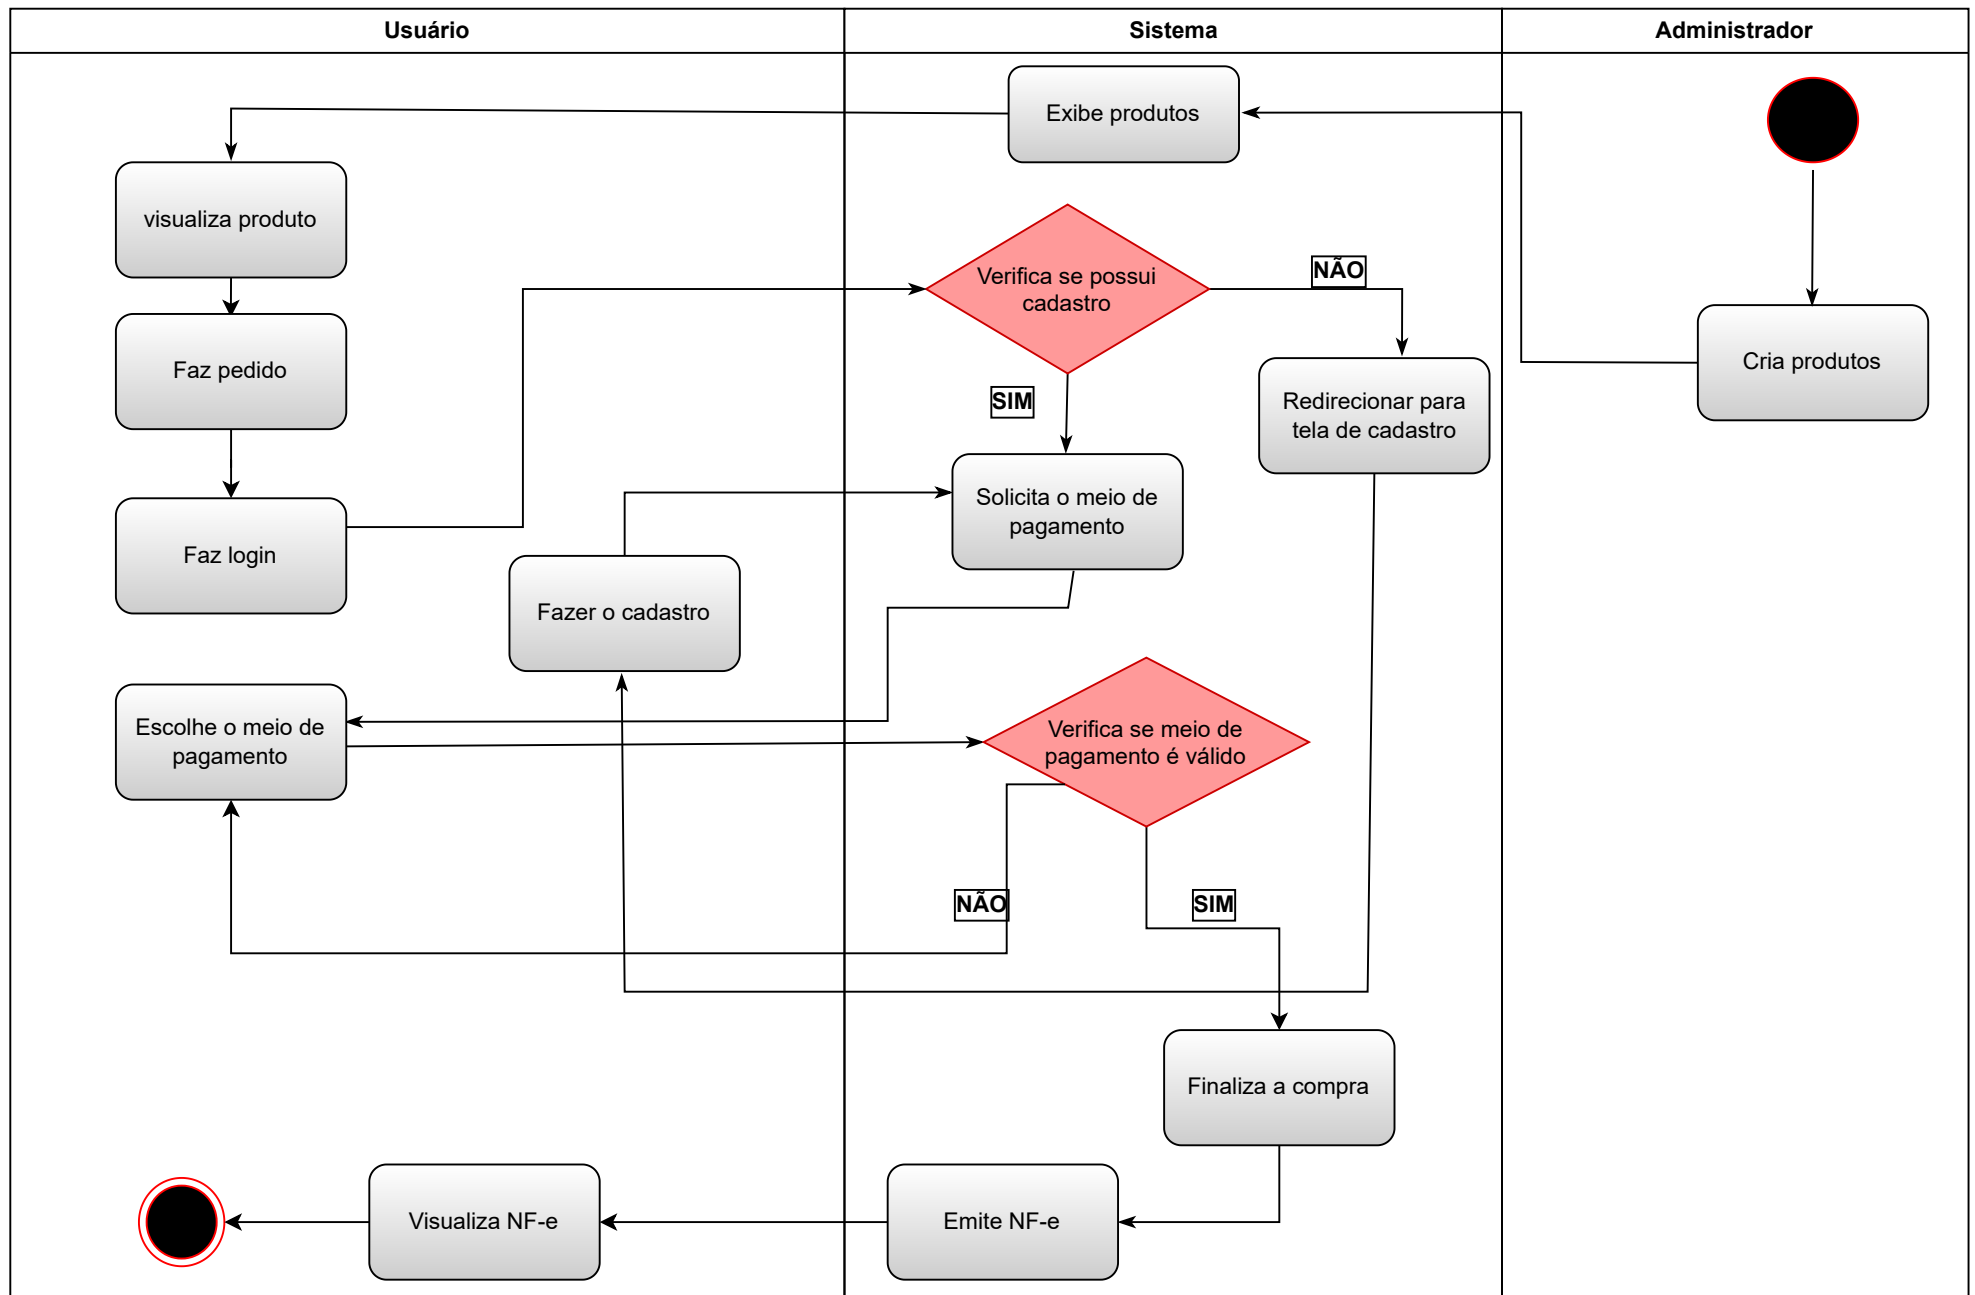 Usuário
Sistema
Administrador
Exibe produtos
visualiza produto
Verifica se possui
cadastro
NÃO
Faz pedido
Cria produtos
SIM
Redirecionar para
tela de cadastro
Solicita o meio de
pagamento
Faz login
Fazer o cadastro
Escolhe o meio de
pagamento
Verifica se meio de
pagamento é válido
NÃO
SIM
Finaliza a compra
Visualiza NF-e
Emite NF-e